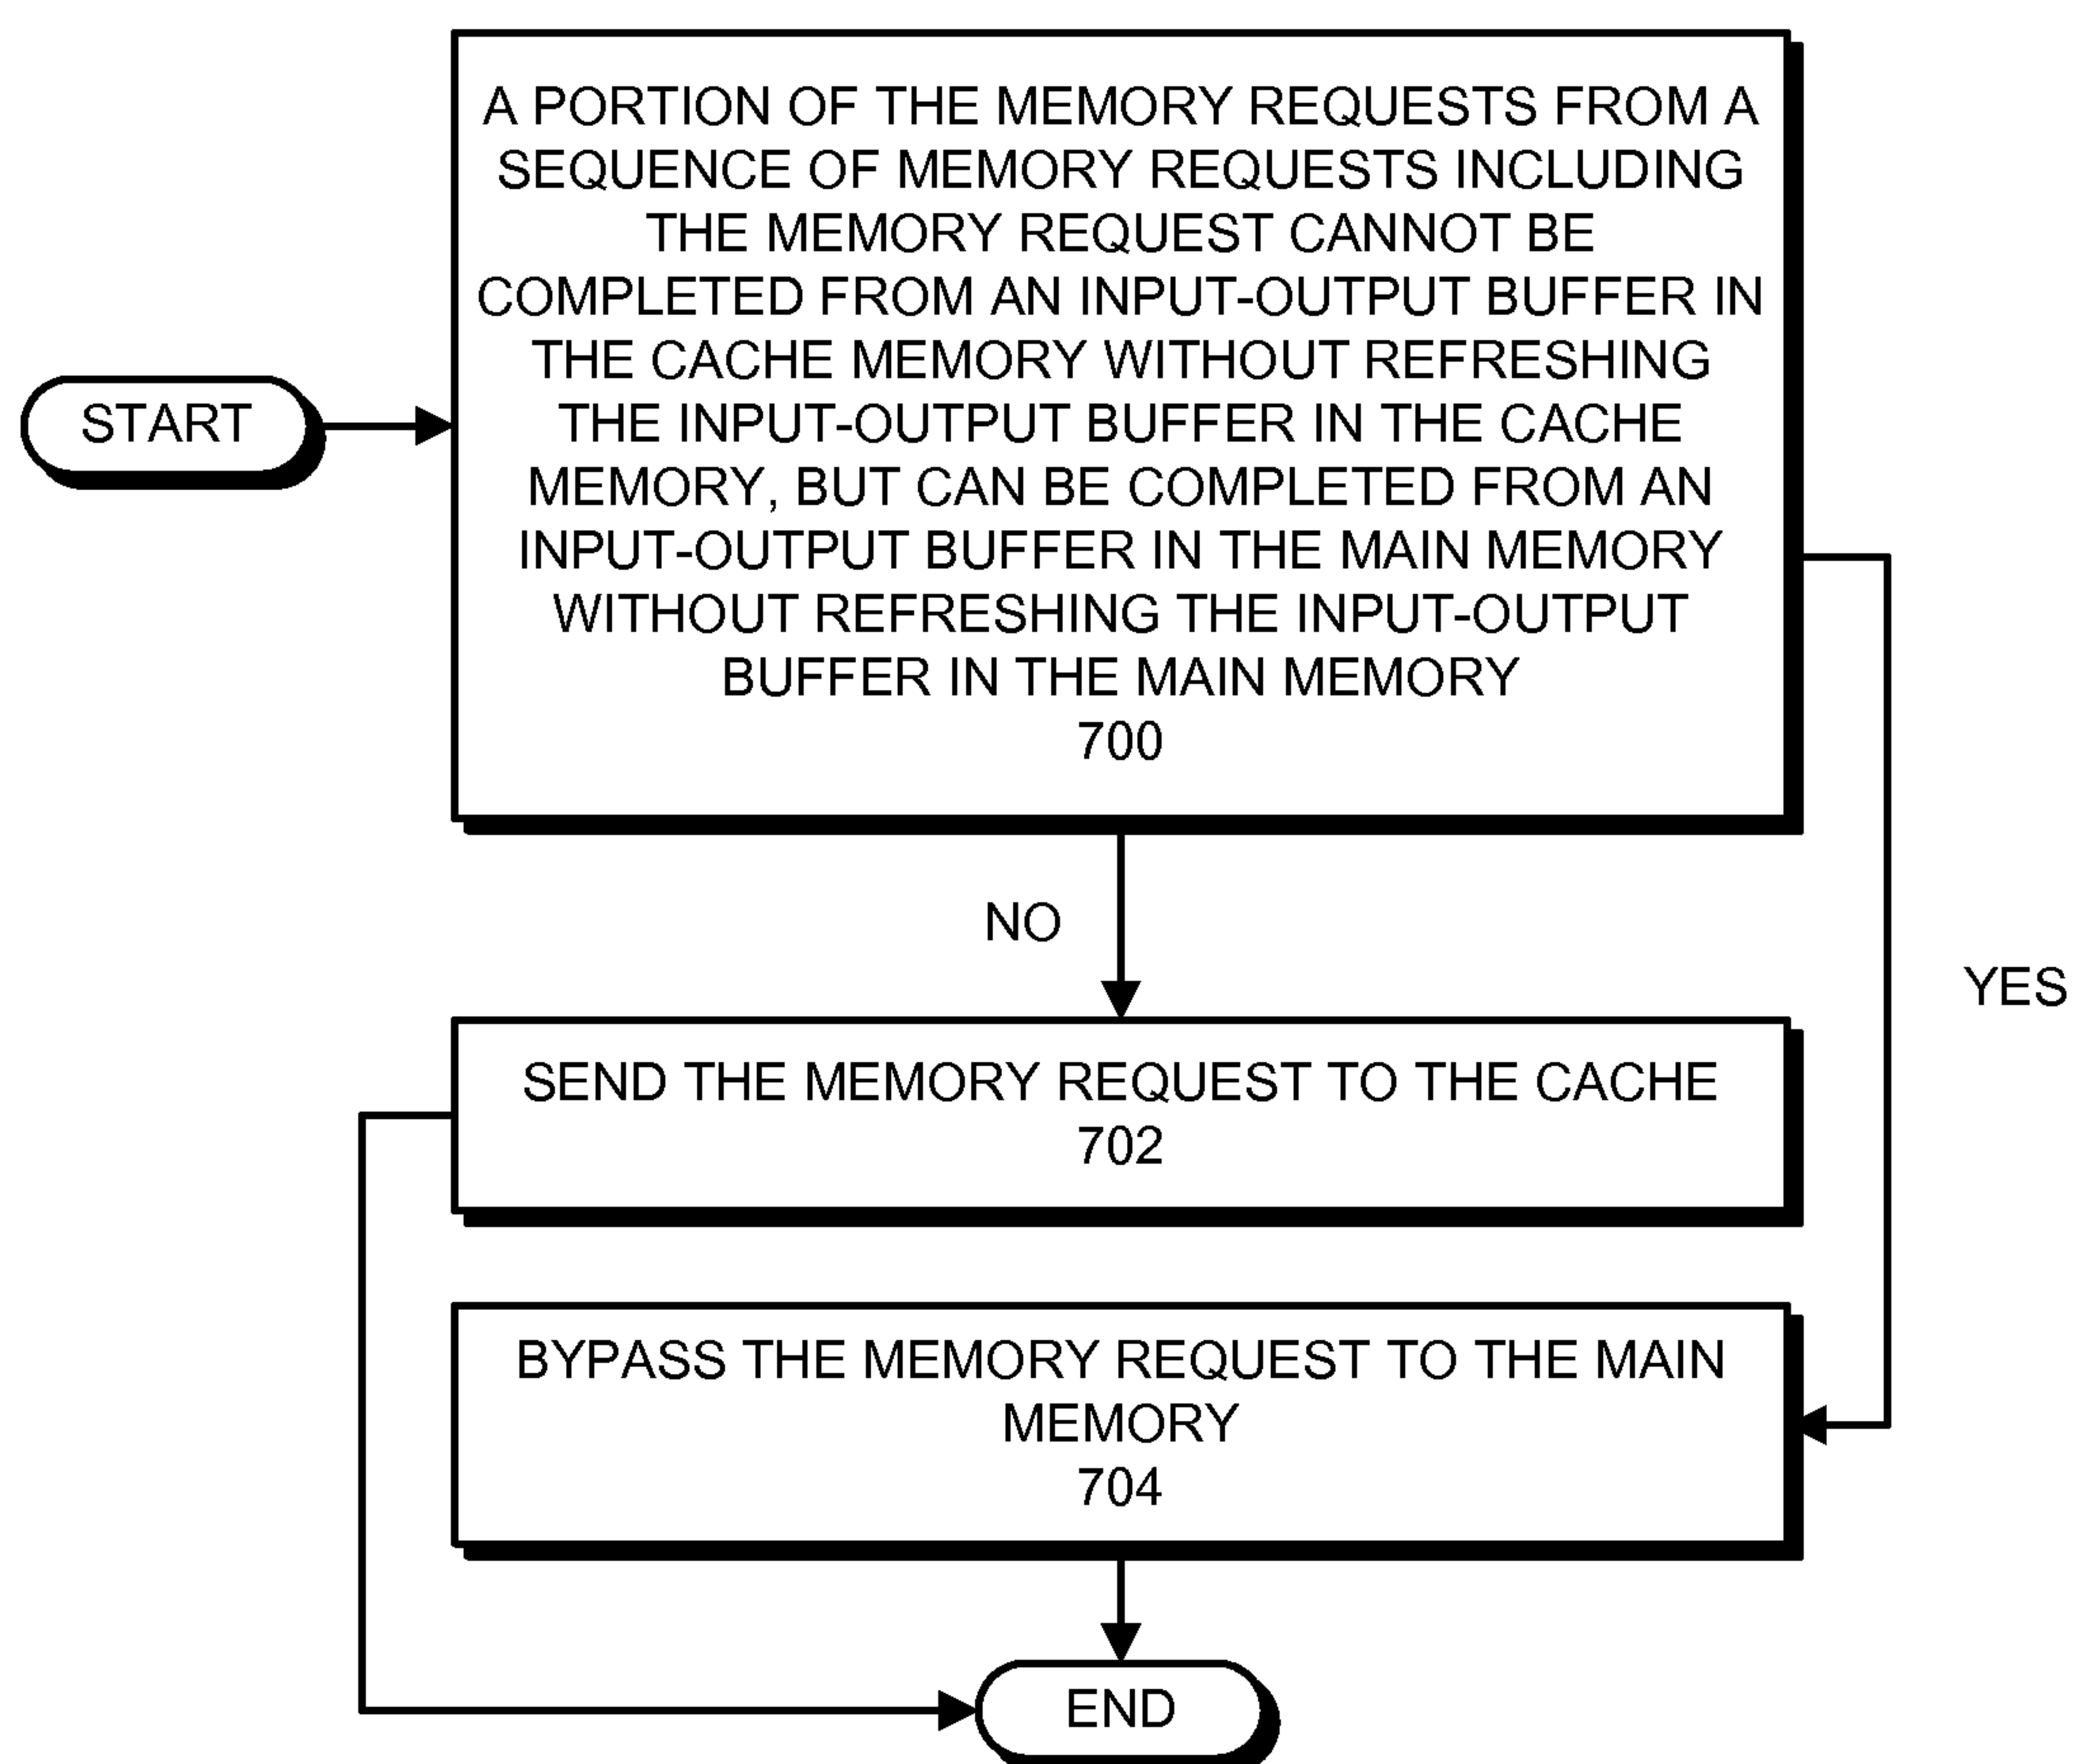 START
A PORTION OF THE MEMORY REQUESTS FROM A
SEQUENCE OF MEMORY REQUESTS INCLUDING
THE MEMORY REQUEST CANNOT BE
COMPLETED FROM AN INPUT-OUTPUT BUFFER IN
THE CACHE MEMORY WITHOUT REFRESHING
THE INPUT-OUTPUT BUFFER IN THE CACHE
MEMORY, BUT CAN BE COMPLETED FROM AN
INPUT-OUTPUT BUFFER IN THE MAIN MEMORY
WITHOUT REFRESHING THE INPUT-OUTPUT
BUFFER IN THE MAIN MEMORY
700
NO
YES
SEND THE MEMORY REQUEST TO THE CACHE
702
BYPASS THE MEMORY REQUEST TO THE MAIN
MEMORY
704
END